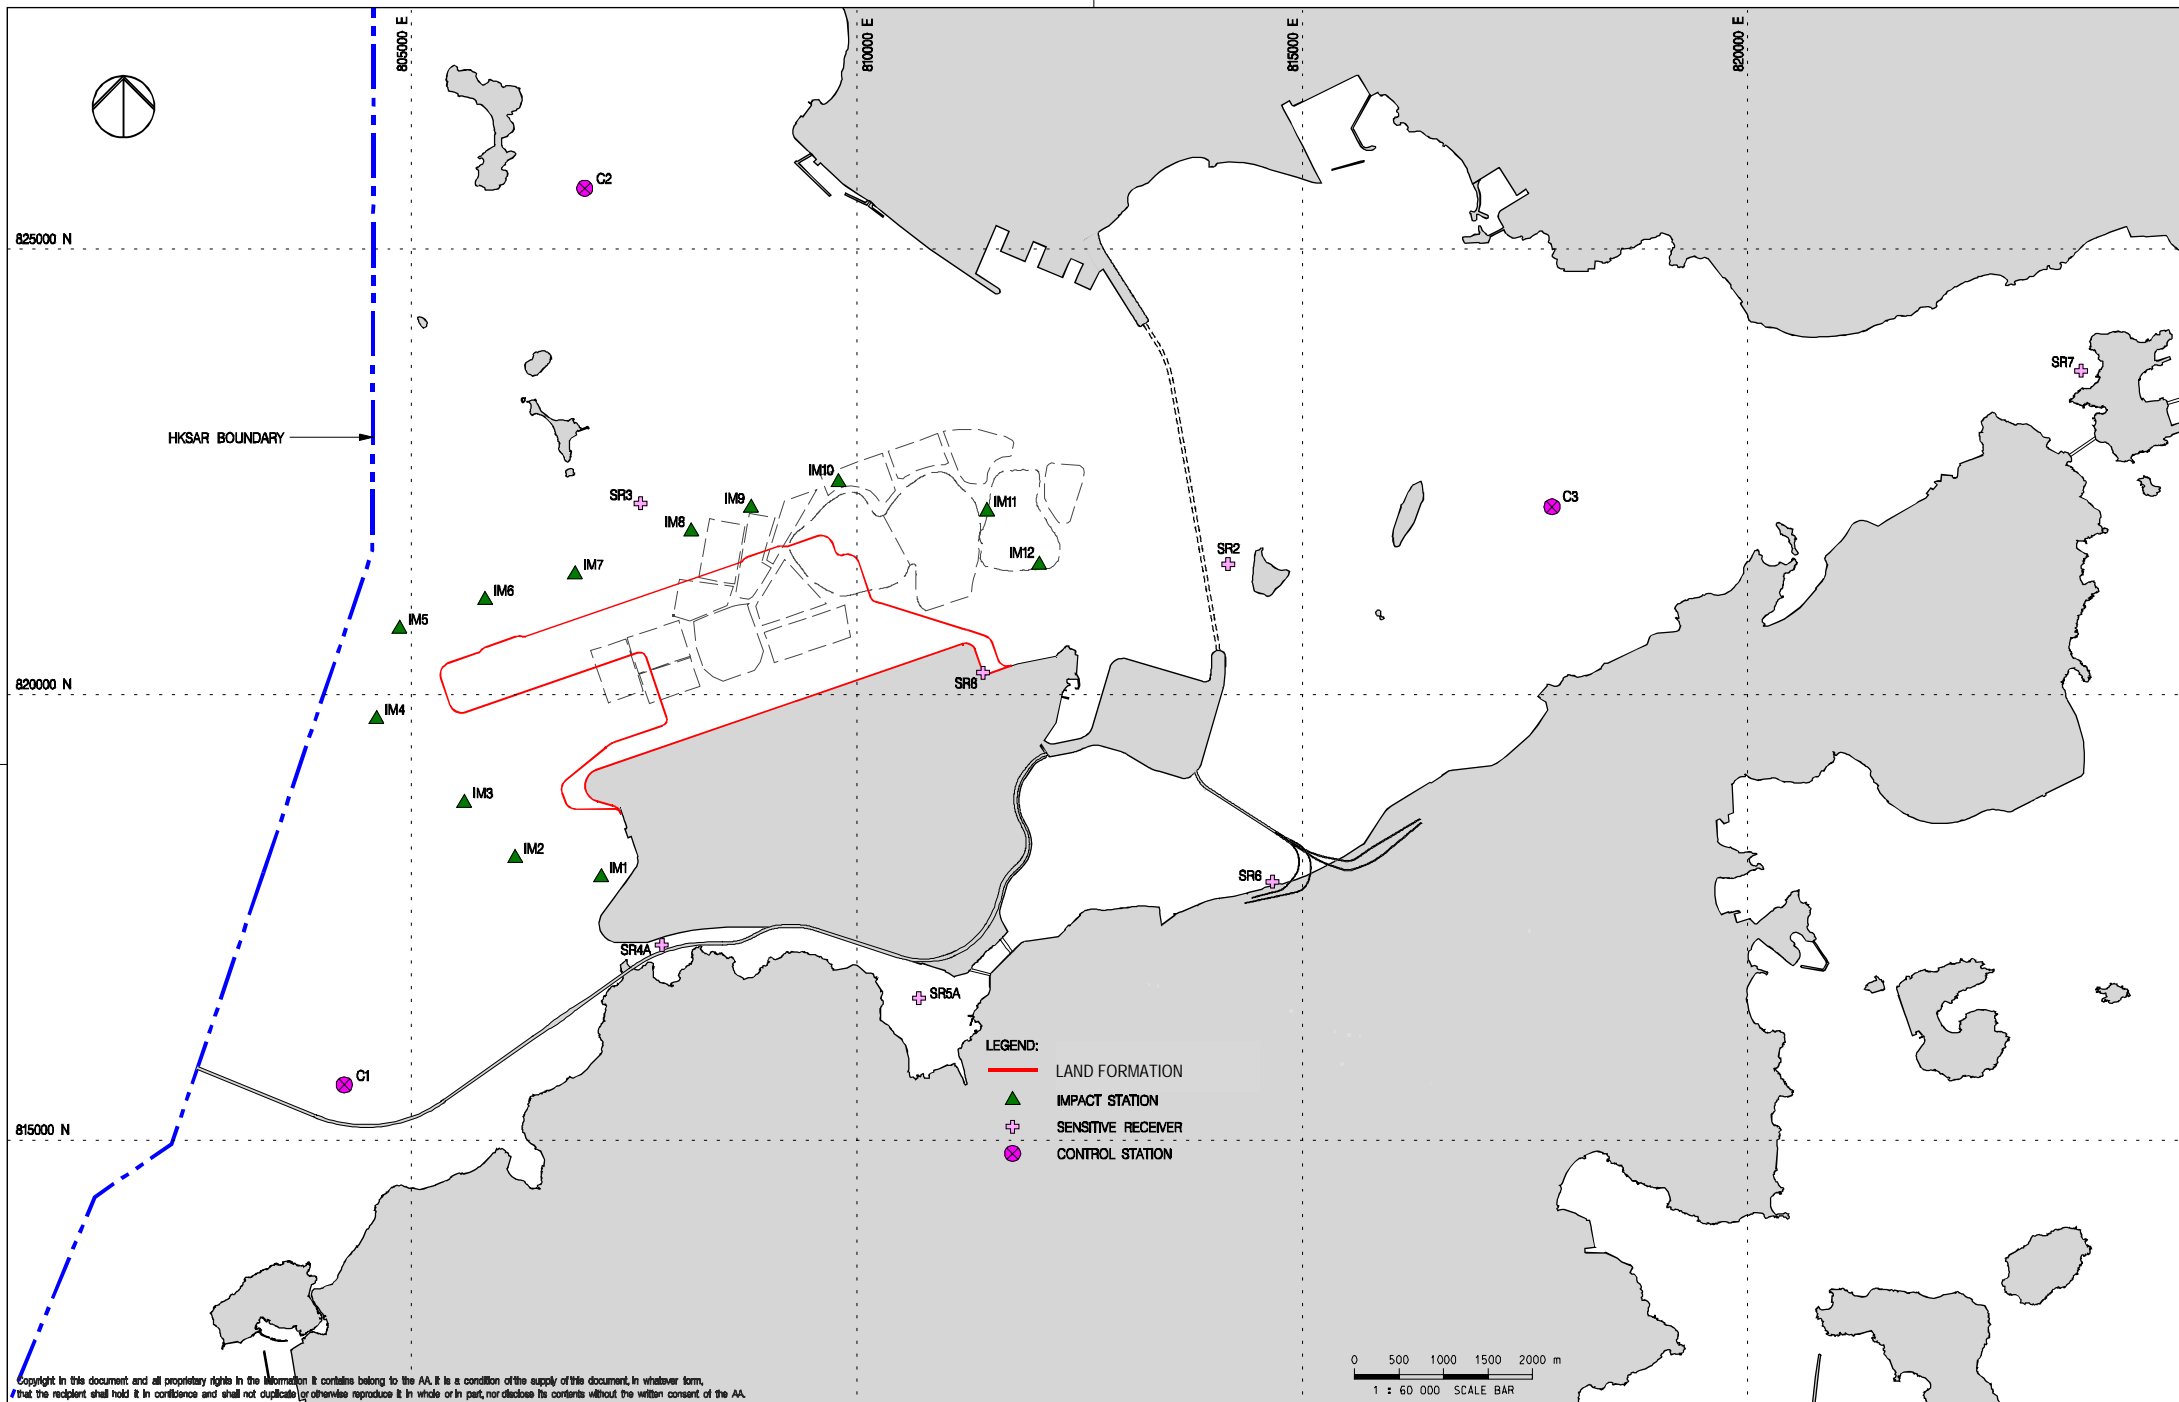 805000 E
810000 E
815000 E
820000 E
C2
825000 N
SR7
HKSAR BOUNDARY
IM10
SR3
IM9
IM8
IM11
C3
IM12
SR2
IM7
IM6
IM5
820000 N
SR8
IM4
IM3
IM2
IM1
SR6
SR4A
SR5A
7.
LEGEND:
LAND FORMATION
C1
IMPACT STATION
SENSITIVE RECEIVER
815000 N
CONTROL STATION
0 500 1000 1500 2000 m
1 : 60 000 SCALE BAR
Copyright in this document and all proprietary rights in the information it contains belong to the AA. It is a condition of the supply of this document, in whatever form,
that the recipient shall hold it in confidence and shall not duplicate or otherwise reproduce it in whole or in part, nor disclose its contents without the written consent of the AA.